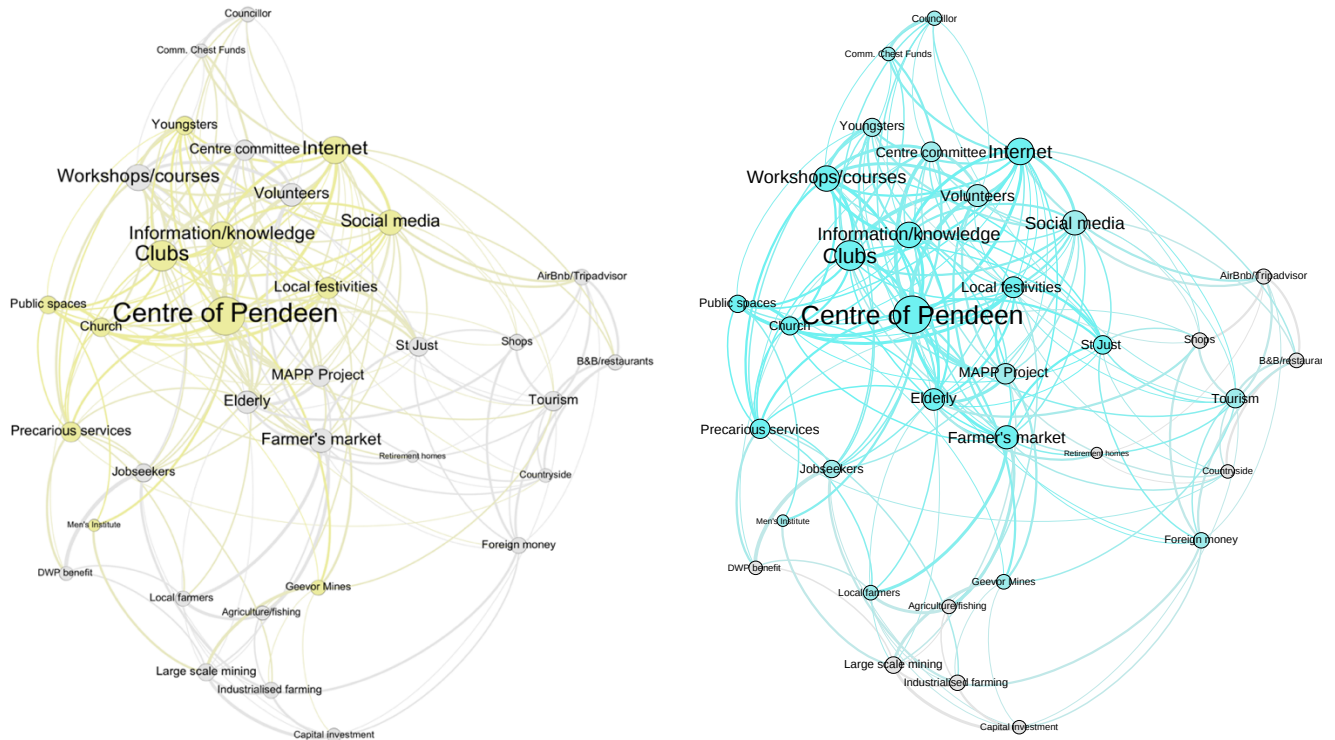 Councillor
Comm. Chest Funds
Youngsters
Centre committee
Internet
Workshops/courses
Volunteers
Social media
Information/knowledge
Clubs
AirBnb/Tripadvisor
Local festivities
Public spaces
Centre of Pendeen
Church
St Just
Shops
B&B/restaurants
MAPP Project
Elderly
Tourism
Precarious services
Farmer's market
Retirement homes
Jobseekers
Countryside
Men's Institute
Foreign money
DWP benefit
Geevor Mines
Local farmers
Agriculture/fishing
Large scale mining
Industrialised farming
Capital investment
Councillor
Comm. Chest Funds
Youngsters
Centre committee
Internet
Workshops/courses
Volunteers
Social media
Information/knowledge
Clubs
AirBnb/Tripadvisor
Local festivities
Public spaces
Centre of Pendeen
Church
St Just
Shops
B&B/restaurar
MAPP Project
Elderly
Tourism
Precarious services
Farmer's market
Retirement homes
Jobseekers
Countryside
Men's Institute
Foreign money
DWP benefit
Geevor Mines
Local farmers
Agriculture/fishing
Large scale mining
Industrialised farming
Capital investment